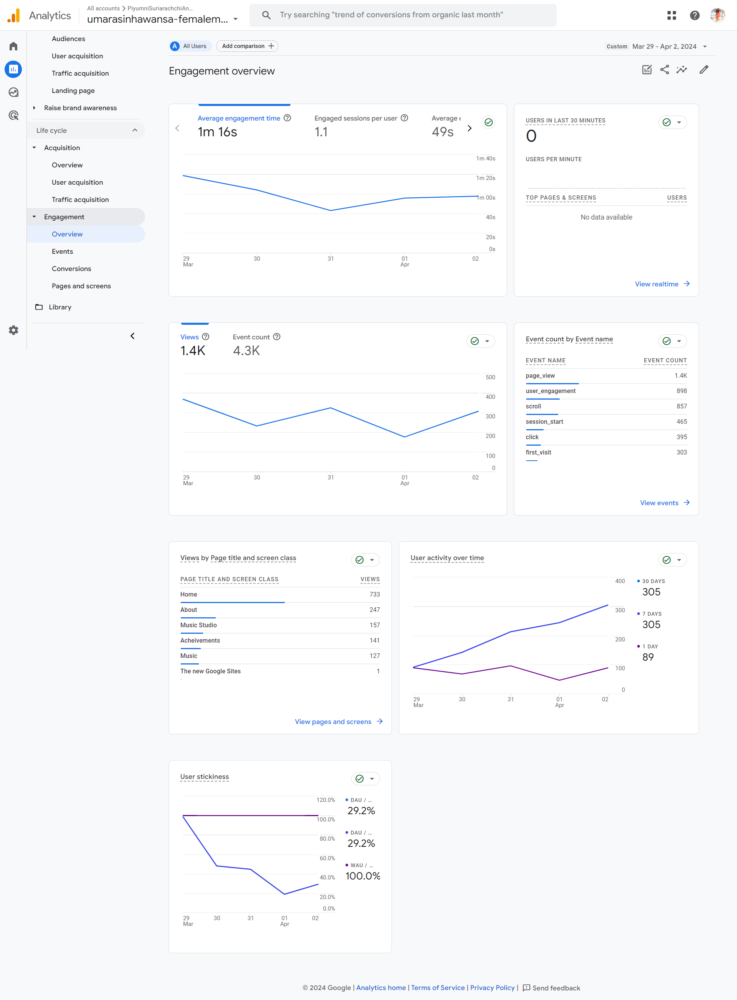 Analytics
All accounts > PiyumniSuriarachchiAn...
umarasinhawansa-femalem...
Try searching "trend of conversions from organic last month"
Audiences
User acquisition
Traffic acquisition
Landing page
Raise brand awareness
Life cycle
Acquisition
Overview
User acquisition
Traffic acquisition
Engagement
Overview
Events
Conversions
Pages and screens
Library
A All Users
Add comparison +
Custom Mar 29 - Apr 2, 2024
Engagement overview
Average engagement time
1m 16s
Engaged sessions per user
1.1
Average e
49s
1m 40s
1m 20s
1m 00s
40s
20s
0s
29 30 31 01 02
Mar Apr
USERS IN LAST 30 MINUTES
0
USERS PER MINUTE
TOP PAGES & SCREENS USERS
No data available
View realtime
Views
1.4K
Event count
4.3K
500
400
300
200
100
0
29 30 31 01 02
Mar Apr
Event count by Event name
EVENT NAME EVENT COUNT
page_view 1.4K
user_engagement 898
scroll 857
session_start 465
click 395
first_visit 303
View events
Views by Page title and screen class
PAGE TITLE AND SCREEN CLASS VIEWS
Home 733
About 247
Music Studio 157
Acheivements 141
Music 127
The new Google Sites 1
View pages and screens
User activity over time
400
300
200
100
0
29 30 31 01 02
Mar Apr
30 DAYS
305
7 DAYS
305
1 DAY
89
User stickiness
120.0%
100.0%
80.0%
60.0%
40.0%
20.0%
0.0%
29 30 31 01 02
Mar Apr
DAU / ...
29.2%
DAU / ...
29.2%
WAU / ...
100.0%
© 2024 Google | Analytics home | Terms of Service | Privacy Policy | Send feedback